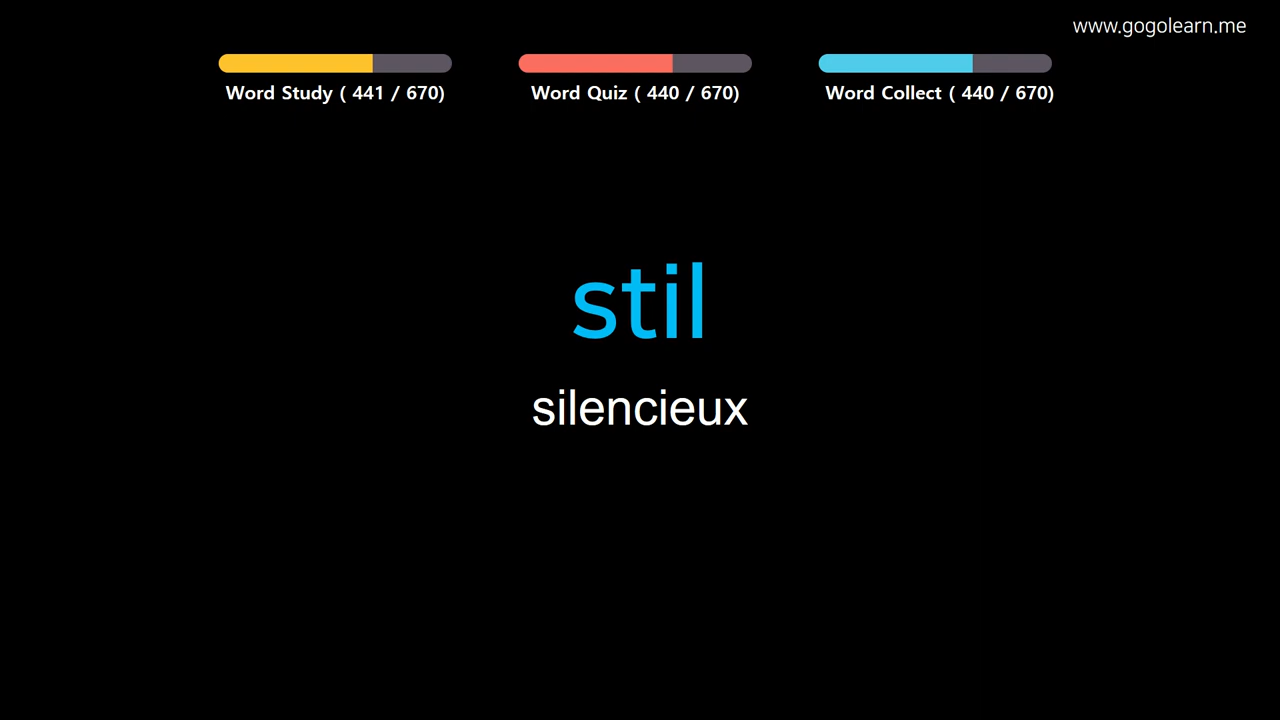 www.gogolearn.me
Word Study ( 441 / 670)
Word Quiz ( 440 / 670)
Word Collect ( 440 / 670)
stil
silencieux